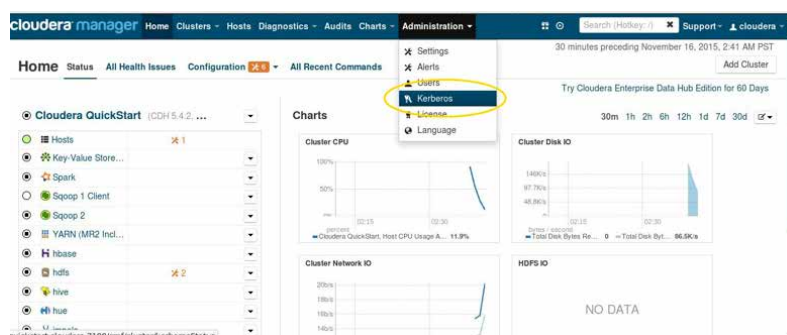 cloudera manager Home Clusters Hosts Diagnostics Audits Charts Administration Search (Hotkey: /) Support cloudera
Settings
Alerts
Users
Kerberos
License
Language
30 minutes preceding November 16, 2015, 2:41 AM PST
Home Status All Health Issues Configuration 6 All Recent Commands
Add Cluster
Try Cloudera Enterprise Data Hub Edition for 60 Days
Cloudera QuickStart (CDH 5.4.2, ...
Hosts 1
Key-Value Store...
Spark
Sqoop 1 Client
Sqoop 2
YARN (MR2 Incl...
hbase
hdfs 2
hive
hue
Charts
30m 1h 2h 6h 12h 1d 7d 30d
Cluster CPU
percent
100%
50%
02:15 02:30
Cloudera QuickStart, Host CPU Usage A... 11.9%
Cluster Disk IO
bytes / second
146K/s
97.7K/s
48.8K/s
02:15 02:30
Total Disk Bytes Re... 0 Total Disk Byt... 96.5K/s
Cluster Network IO
20b/s
18b/s
16b/s
14b/s
HDFS IO
NO DATA